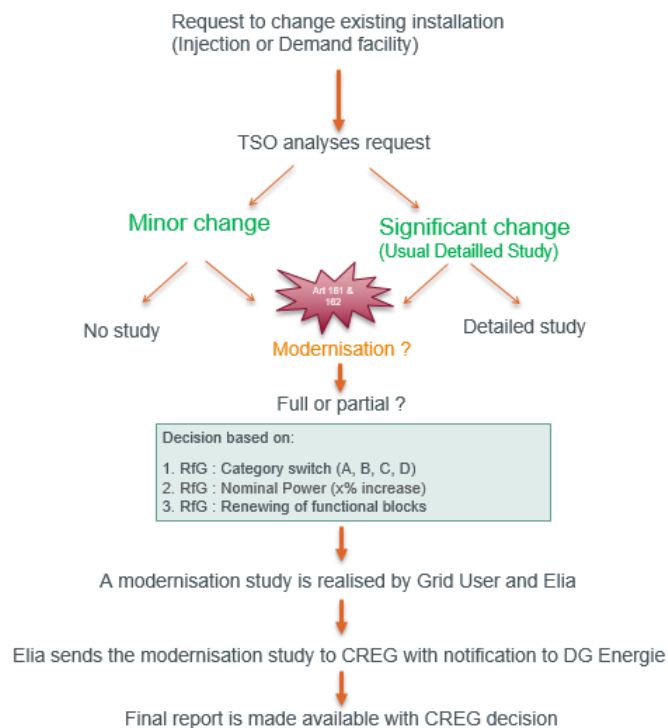 Request to change existing installation
(Injection or Demand facility)
TSO analyses request
Minor change
Significant change
(Usual Detailled Study)
Art 161 &
162
No study
Detailed study
Modernisation ?
Full or partial ?
Decision based on:
1. RfG : Category switch (A, B, C, D)
2. RfG : Nominal Power (x% increase)
3. RfG : Renewing of functional blocks
A modernisation study is realised by Grid User and Elia
Elia sends the modernisation study to CREG with notification to DG Energie
Final report is made available with CREG decision